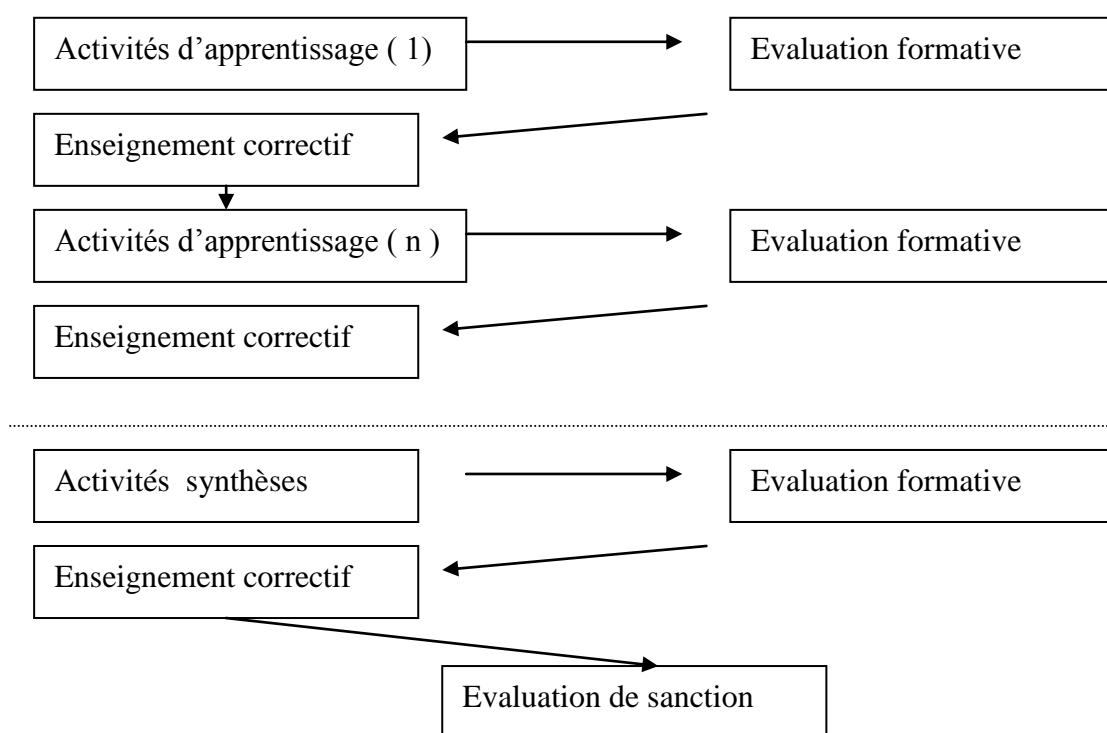 Activités d’apprentissage ( 1)
Evaluation formative
Enseignement correctif
Activités d’apprentissage ( n )
Evaluation formative
Enseignement correctif
Activités  synthèses
Evaluation formative
Enseignement correctif
Evaluation de sanction